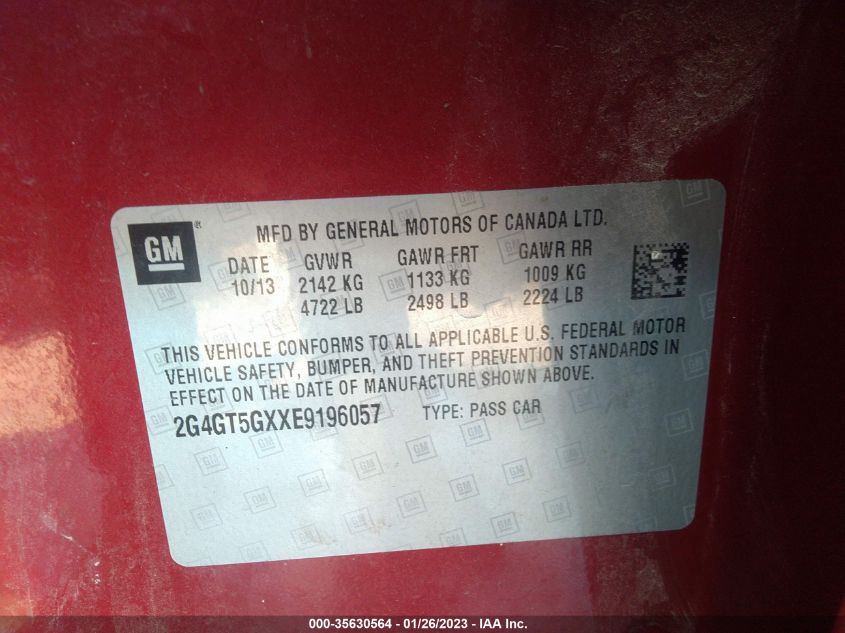 GM
MFD BY GENERAL MOTORS OF CANADA LTD.
DATE GVWR GAWR FRT GAWR RR
10/13 2142 KG 1133 KG 1009 KG
4722 LB 2498 LB 2224 LB
THIS VEHICLE CONFORMS TO ALL APPLICABLE U.S. FEDERAL MOTOR
VEHICLE SAFETY, BUMPER, AND THEFT PREVENTION STANDARDS IN
EFFECT ON THE DATE OF MANUFACTURE SHOWN ABOVE.
2G4GT5GXXE9196057 TYPE: PASS CAR
000-35630564 - 01/26/2023 - IAA Inc.